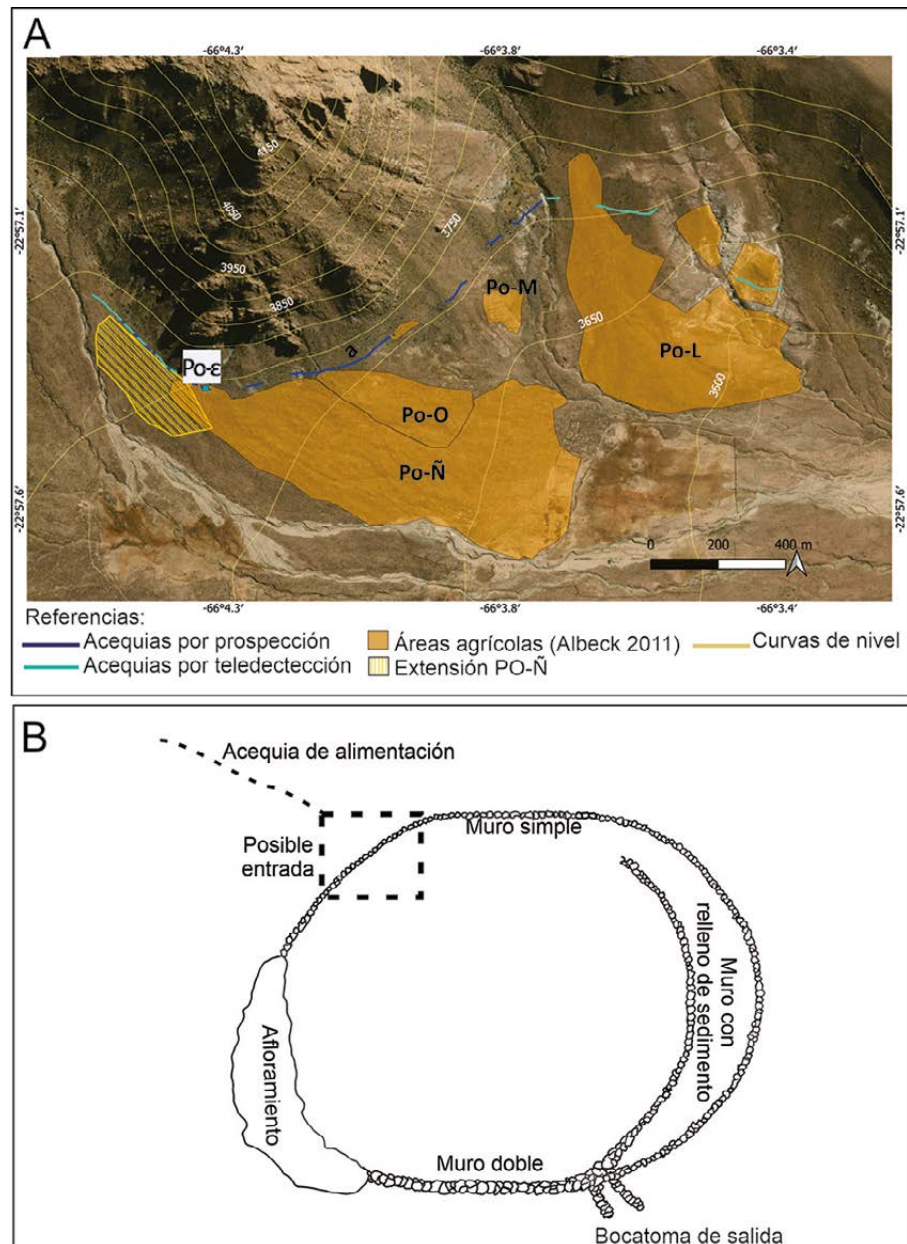 A
-66°4.3'
-66°3.8'
-66°3.4'
-22°57.1'
-22°57.1'
4150
4050
3950
3850
3750
a
Po-M
3650
Po-ε
Po-L
3600
Po-O
Po-Ñ
-22°57.6'
-22°57.6'
0 200 400 m
-66°4.3'
-66°3.8'
-66°3.4'
Referencias:
Acequias por prospección
Áreas agrícolas (Albeck 2011)
Curvas de nivel
Acequias por teledectección
Extensión PO-Ñ
B
Acequia de alimentación
Posible
entrada
Muro simple
Muro con
relleno de sedimento
Afloramiento
Muro doble
Bocatoma de salida